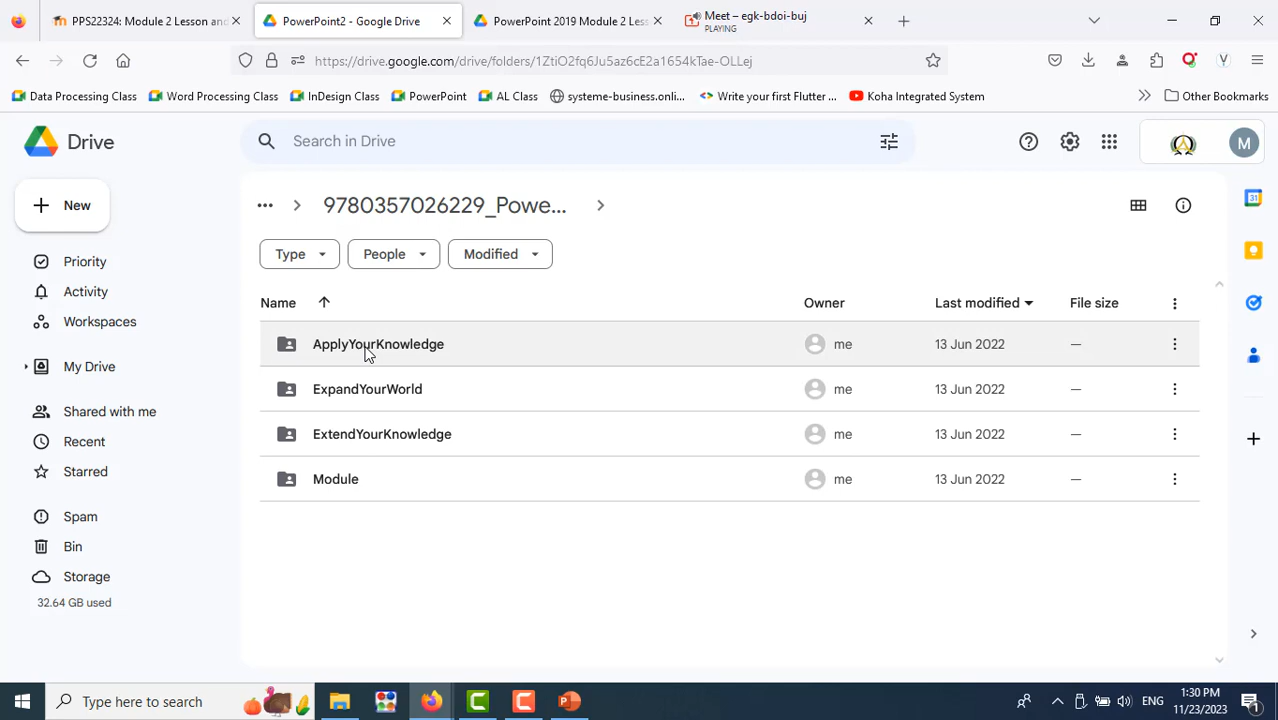 PPS22324: Module 2 Lesson and
PowerPoint2 - Google Drive
PowerPoint 2019 Module 2 Less
Meet – egk-bdoi-buj
PLAYING
https://drive.google.com/drive/folders/1ZtiO2fq6Ju5az6cE2a1654kTae-OLLej
Data Processing Class
Word Processing Class
InDesign Class
PowerPoint
AL Class
systeme-business.onli...
Write your first Flutter ...
Koha Integrated System
Other Bookmarks
Drive
Search in Drive
M
New
9780357026229_Powe...
Type
People
Modified
Priority
Activity
Workspaces
My Drive
Shared with me
Recent
Starred
Spam
Bin
Storage
32.64 GB used
Name Owner Last modified File size
ApplyYourKnowledge me 13 Jun 2022 —
ExpandYourWorld me 13 Jun 2022 —
ExtendYourKnowledge me 13 Jun 2022 —
Module me 13 Jun 2022 —
31
Type here to search
ENG
1:30 PM
11/23/2023
1